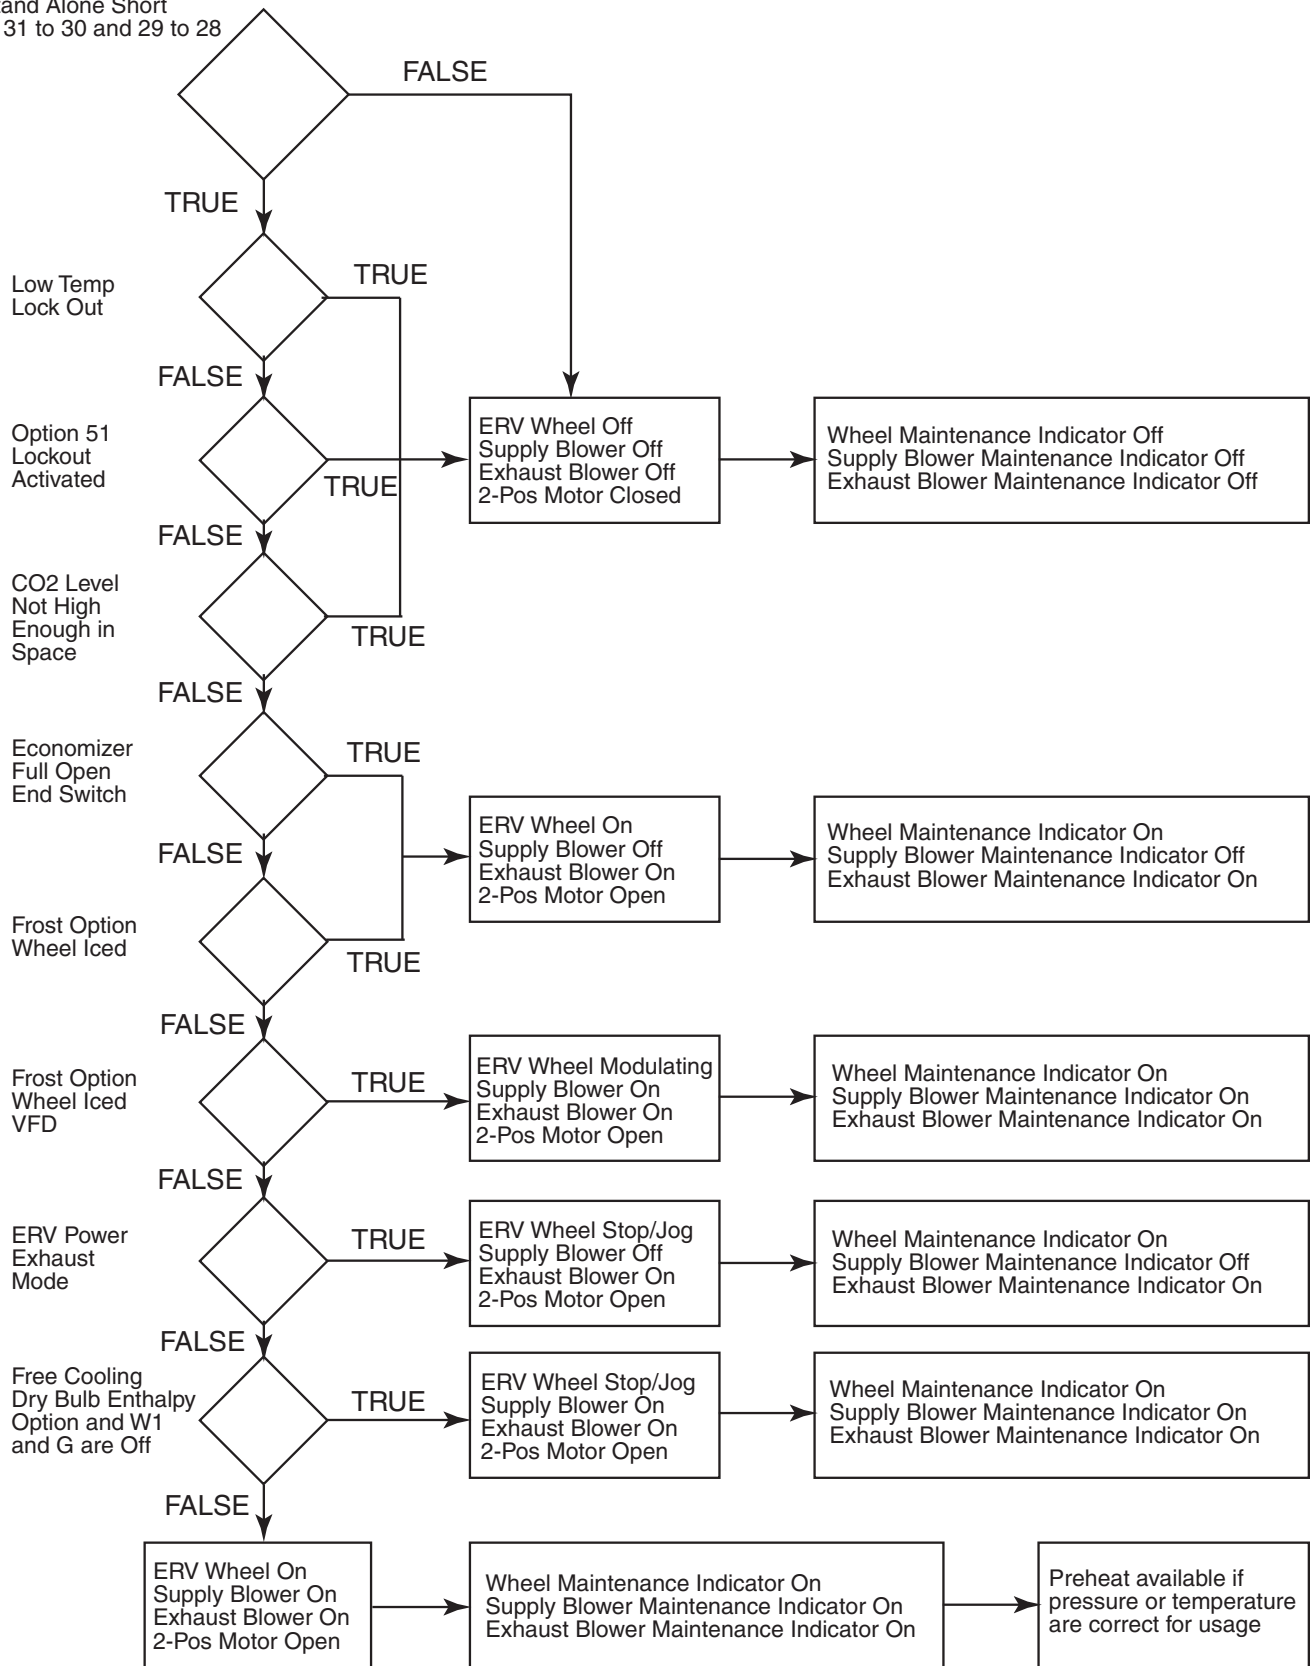 and Alone Short
31 to 30 and 29 to 28
FALSE
TRUE
Low Temp
Lock Out
TRUE
FALSE
Option 51
Lockout
Activated
TRUE
ERV Wheel Off
Supply Blower Off
Exhaust Blower Off
2-Pos Motor Closed
Wheel Maintenance Indicator Off
Supply Blower Maintenance Indicator Off
Exhaust Blower Maintenance Indicator Off
FALSE
CO2 Level
Not High
Enough in
Space
TRUE
FALSE
Economizer
Full Open
End Switch
TRUE
ERV Wheel On
Supply Blower Off
Exhaust Blower On
2-Pos Motor Open
Wheel Maintenance Indicator On
Supply Blower Maintenance Indicator Off
Exhaust Blower Maintenance Indicator On
FALSE
Frost Option
Wheel Iced
TRUE
FALSE
Frost Option
Wheel Iced
VFD
TRUE
ERV Wheel Modulating
Supply Blower On
Exhaust Blower On
2-Pos Motor Open
Wheel Maintenance Indicator On
Supply Blower Maintenance Indicator On
Exhaust Blower Maintenance Indicator On
FALSE
ERV Power
Exhaust
Mode
TRUE
ERV Wheel Stop/Jog
Supply Blower Off
Exhaust Blower On
2-Pos Motor Open
Wheel Maintenance Indicator On
Supply Blower Maintenance Indicator Off
Exhaust Blower Maintenance Indicator On
FALSE
Free Cooling
Dry Bulb Enthalpy
Option and W1
and G are Off
TRUE
ERV Wheel Stop/Jog
Supply Blower On
Exhaust Blower On
2-Pos Motor Open
Wheel Maintenance Indicator On
Supply Blower Maintenance Indicator On
Exhaust Blower Maintenance Indicator On
FALSE
ERV Wheel On
Supply Blower On
Exhaust Blower On
2-Pos Motor Open
Wheel Maintenance Indicator On
Supply Blower Maintenance Indicator On
Exhaust Blower Maintenance Indicator On
Preheat available if
pressure or temperature
are correct for usage